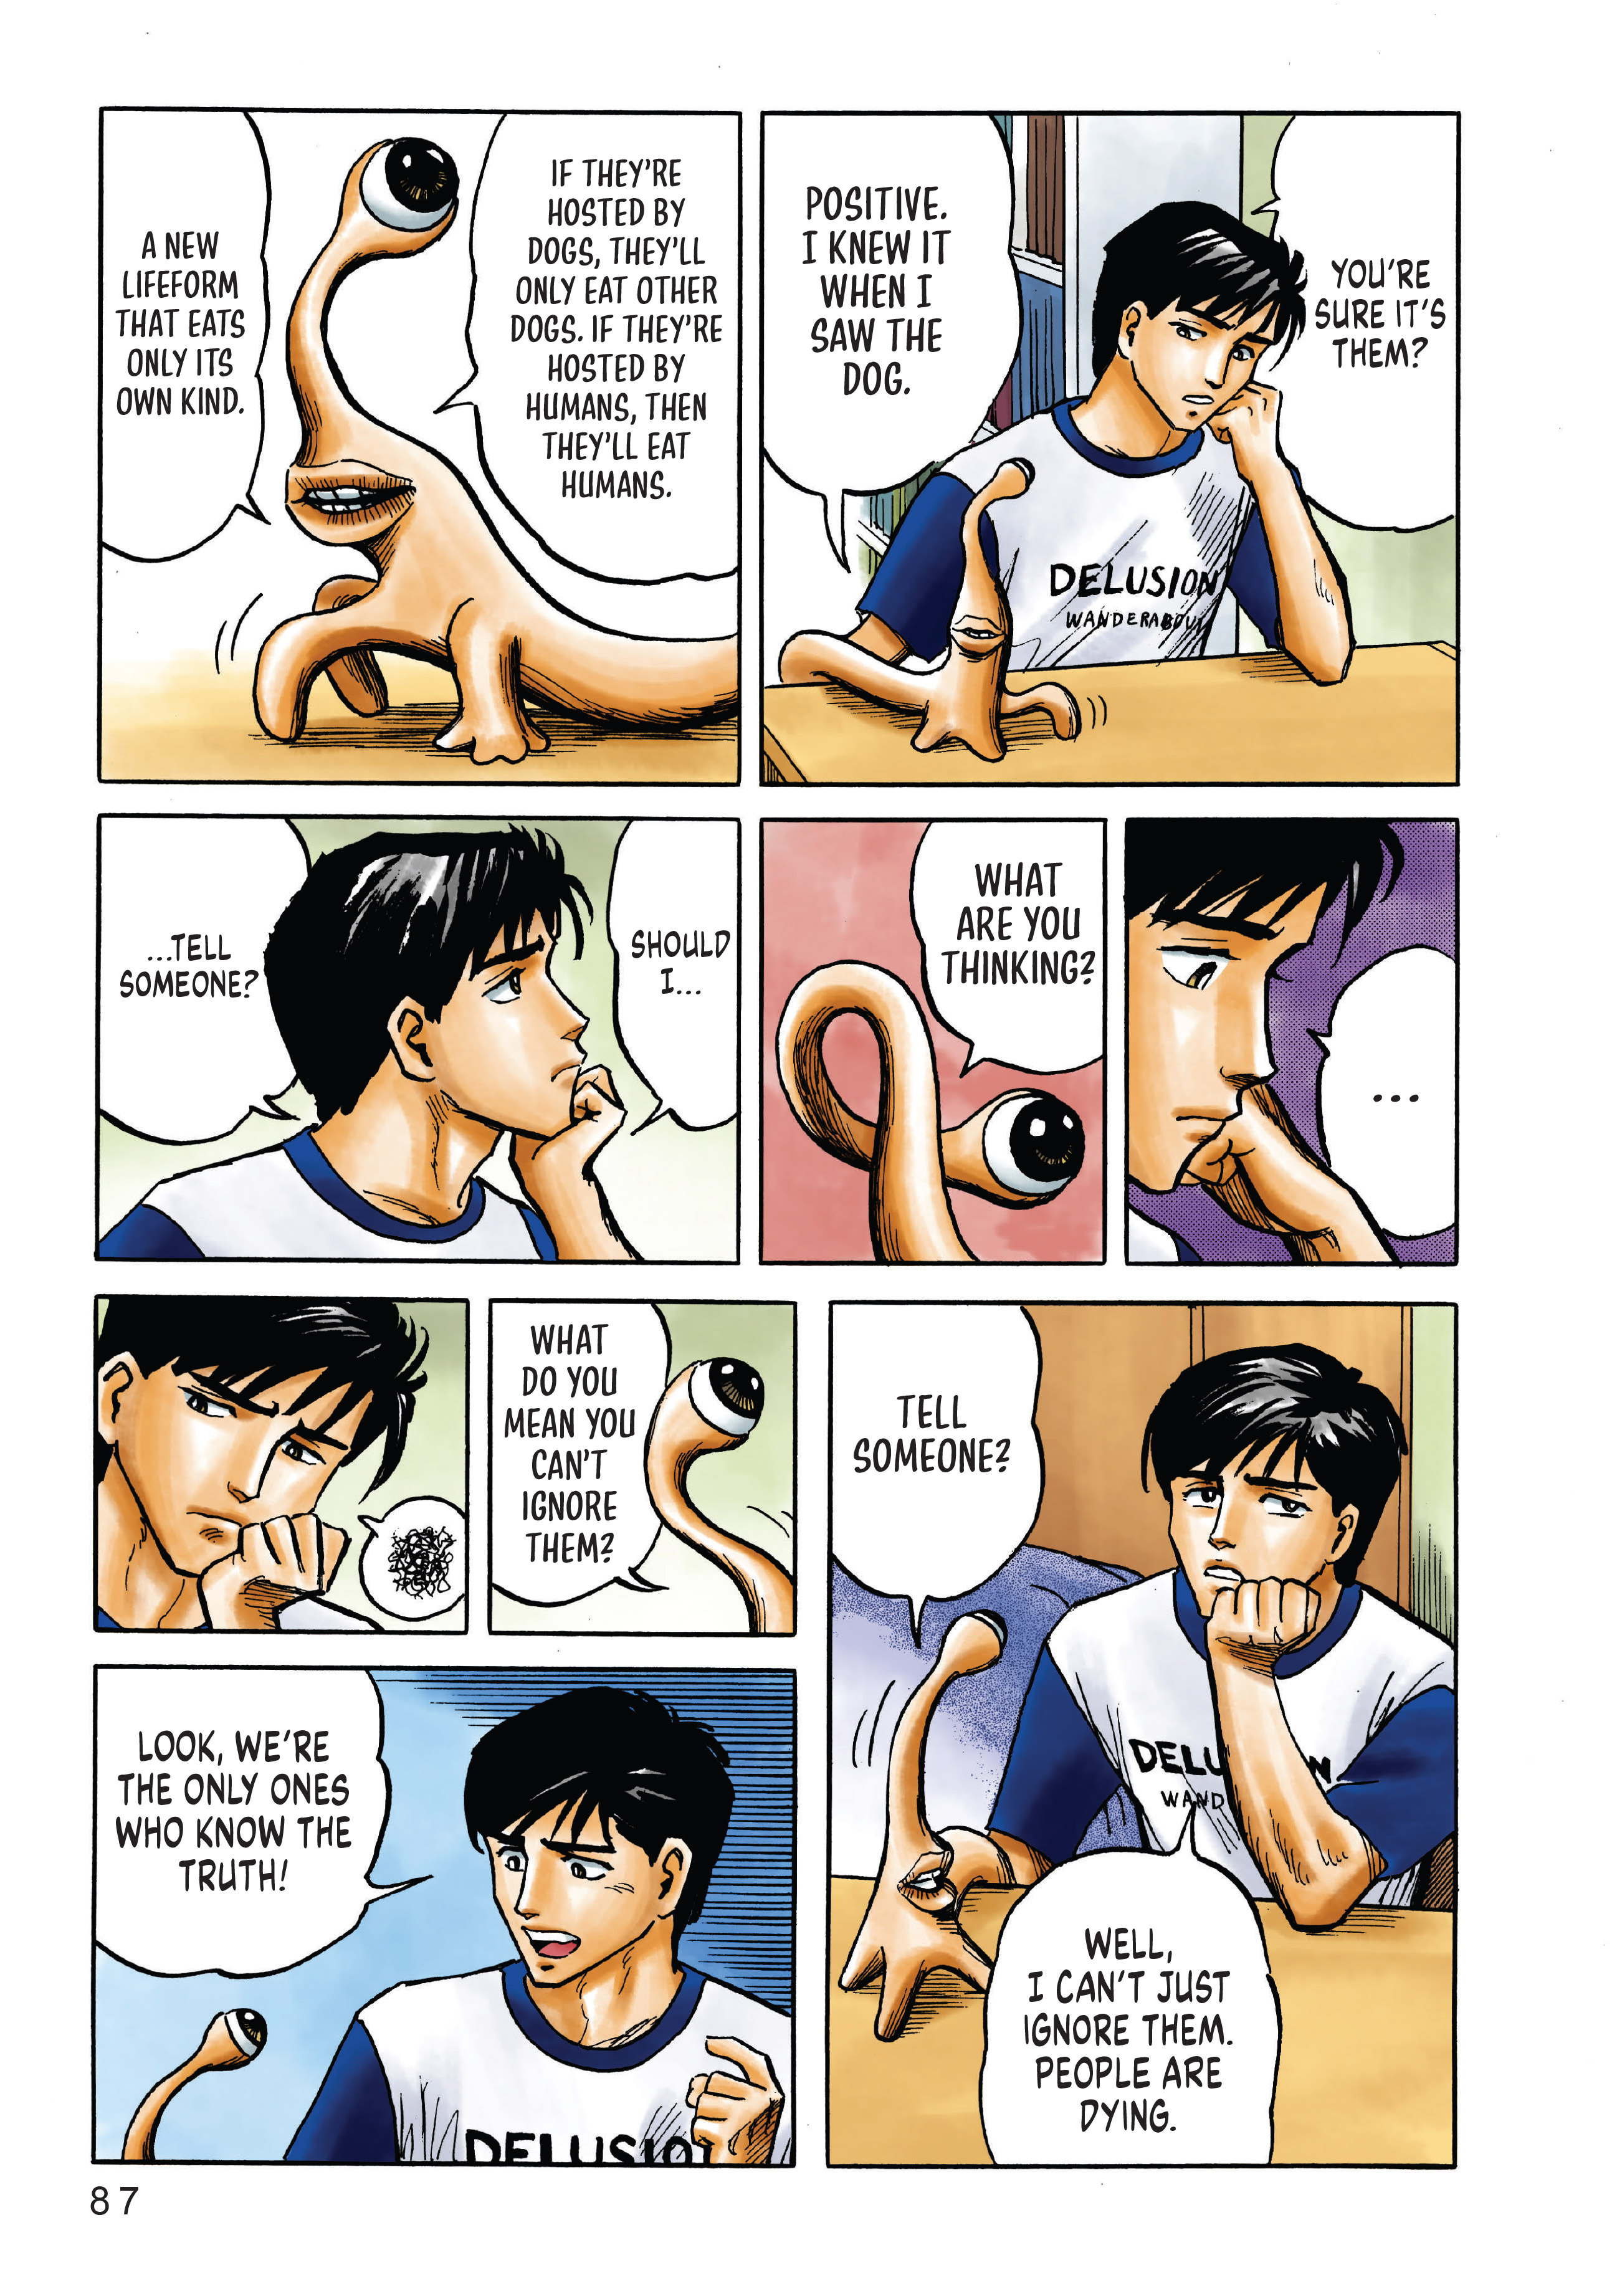 YOU'RE
SURE IT'S
THEM?
POSITIVE.
I KNEW IT
WHEN I
SAW THE
DOG.
DELUSION
IF THEY'RE
HOSTED BY
DOGS, THEY'LL
ONLY EAT OTHER
DOGS. IF THEY'RE
HOSTED BY
HUMANS, THEN
THEY'LL EAT
HUMANS.
A NEW
LIFEFORM
THAT EATS
ONLY ITS
OWN KIND.
...
WHAT
ARE YOU
THINKING?
SHOULD
I...
...TELL
SOMEONE?
TELL
SOMEONE?
DELU N
WAND
WELL,
I CAN'T JUST
IGNORE THEM.
PEOPLE ARE
DYING.
WHAT
DO YOU
MEAN YOU
CAN'T
IGNORE
THEM?
LOOK, WE'RE
THE ONLY ONES
WHO KNOW THE
TRUTH!
DELUSIO
87